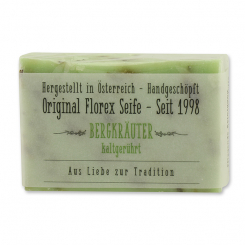 Hergestellt in Österreich - Handgeschöpft
Original Florex Seife - Seit 1998
BERGKRÄUTER
Kaltgerührt
Aus Liebe zur Tradition